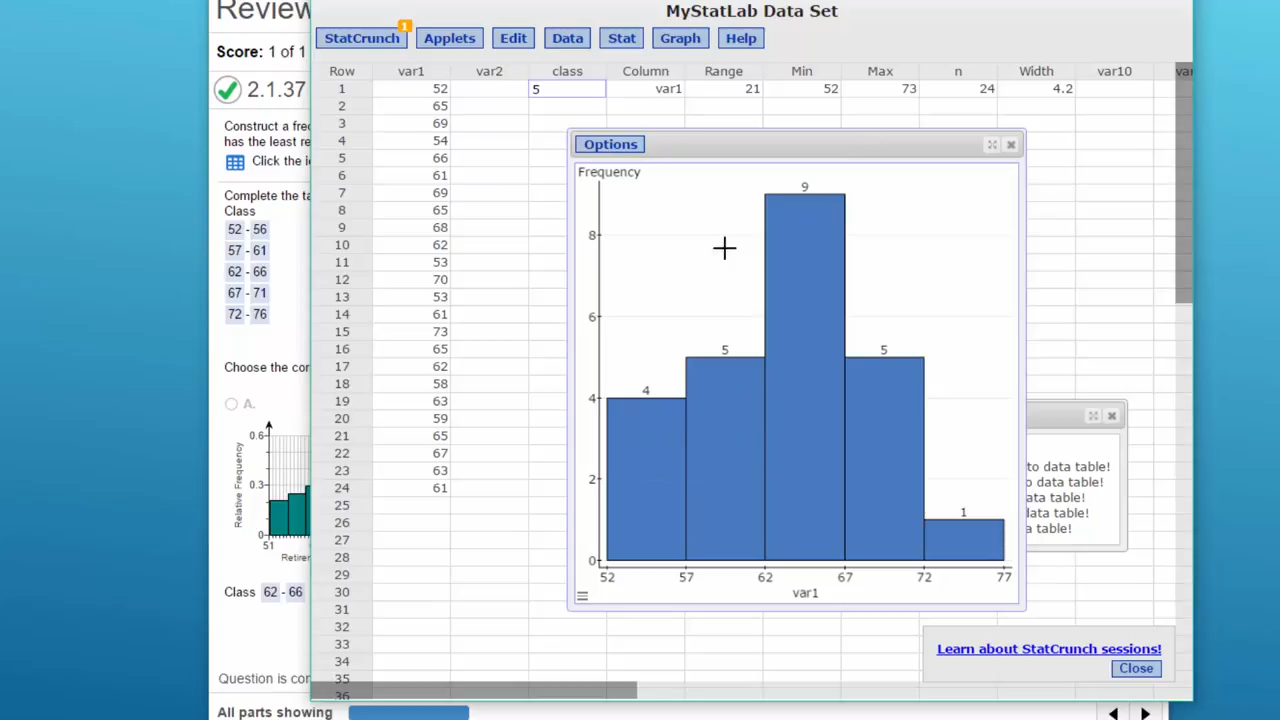 Review
Score: 1 of 1
2.1.37
Construct a fre
has the least re
Click the i
Complete the ta
Class
52 - 56
57 - 61
62 - 66
67 - 71
72 - 76
Choose the cor
A.
0.6
0.3
0
51
Relative Frequency
Retire
Class 62 - 66
Question is cor
All parts showing
MyStatLab Data Set
StatCrunch 1 Applets Edit Data Stat Graph Help
Row var1 var2 class Column Range Min Max n Width var10 va
1 52 5 var1 21 52 73 24 4.2
2 65
3 69
4 54
5 66
6 61
7 69
8 65
9 68
10 62
11 53
12 70
13 53
14 61
15 73
16 65
17 62
18 58
19 63
20 59
21 65
22 67
23 63
24 61
25
26
27
28
29
30
31
32
33
34
35
36
Options
Frequency
9
8
6
5 5
4 4
2
1
0
52 57 62 67 72 77
var1
to data table!
o data table!
ata table!
data table!
a table!
Learn about StatCrunch sessions!
Close